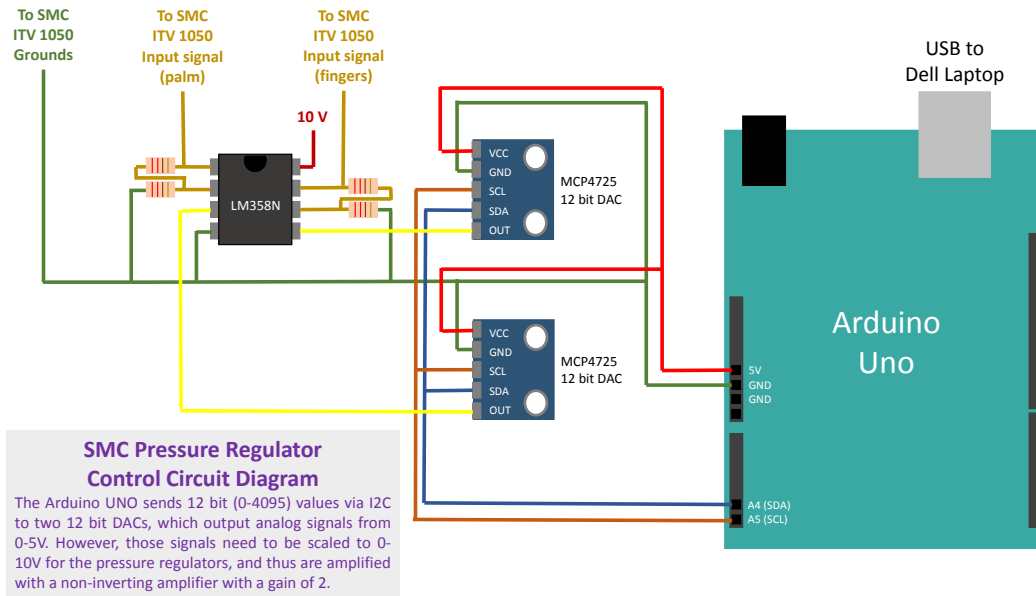 To SMC
ITV 1050
Grounds
To SMC
ITV 1050
Input signal
(palm)
To SMC
ITV 1050
Input signal
(fingers)
10 V
LM358N
VCC
GND
SCL
SDA
OUT
MCP4725
12 bit DAC
VCC
GND
SCL
SDA
OUT
MCP4725
12 bit DAC
USB to
Dell Laptop
Arduino
Uno
5V
GND
GND
A4 (SDA)
A5 (SCL)
SMC Pressure Regulator
Control Circuit Diagram
The Arduino UNO sends 12 bit (0-4095) values via I2C
to two 12 bit DACs, which output analog signals from
0-5V. However, those signals need to be scaled to 0-
10V for the pressure regulators, and thus are amplified
with a non-inverting amplifier with a gain of 2.